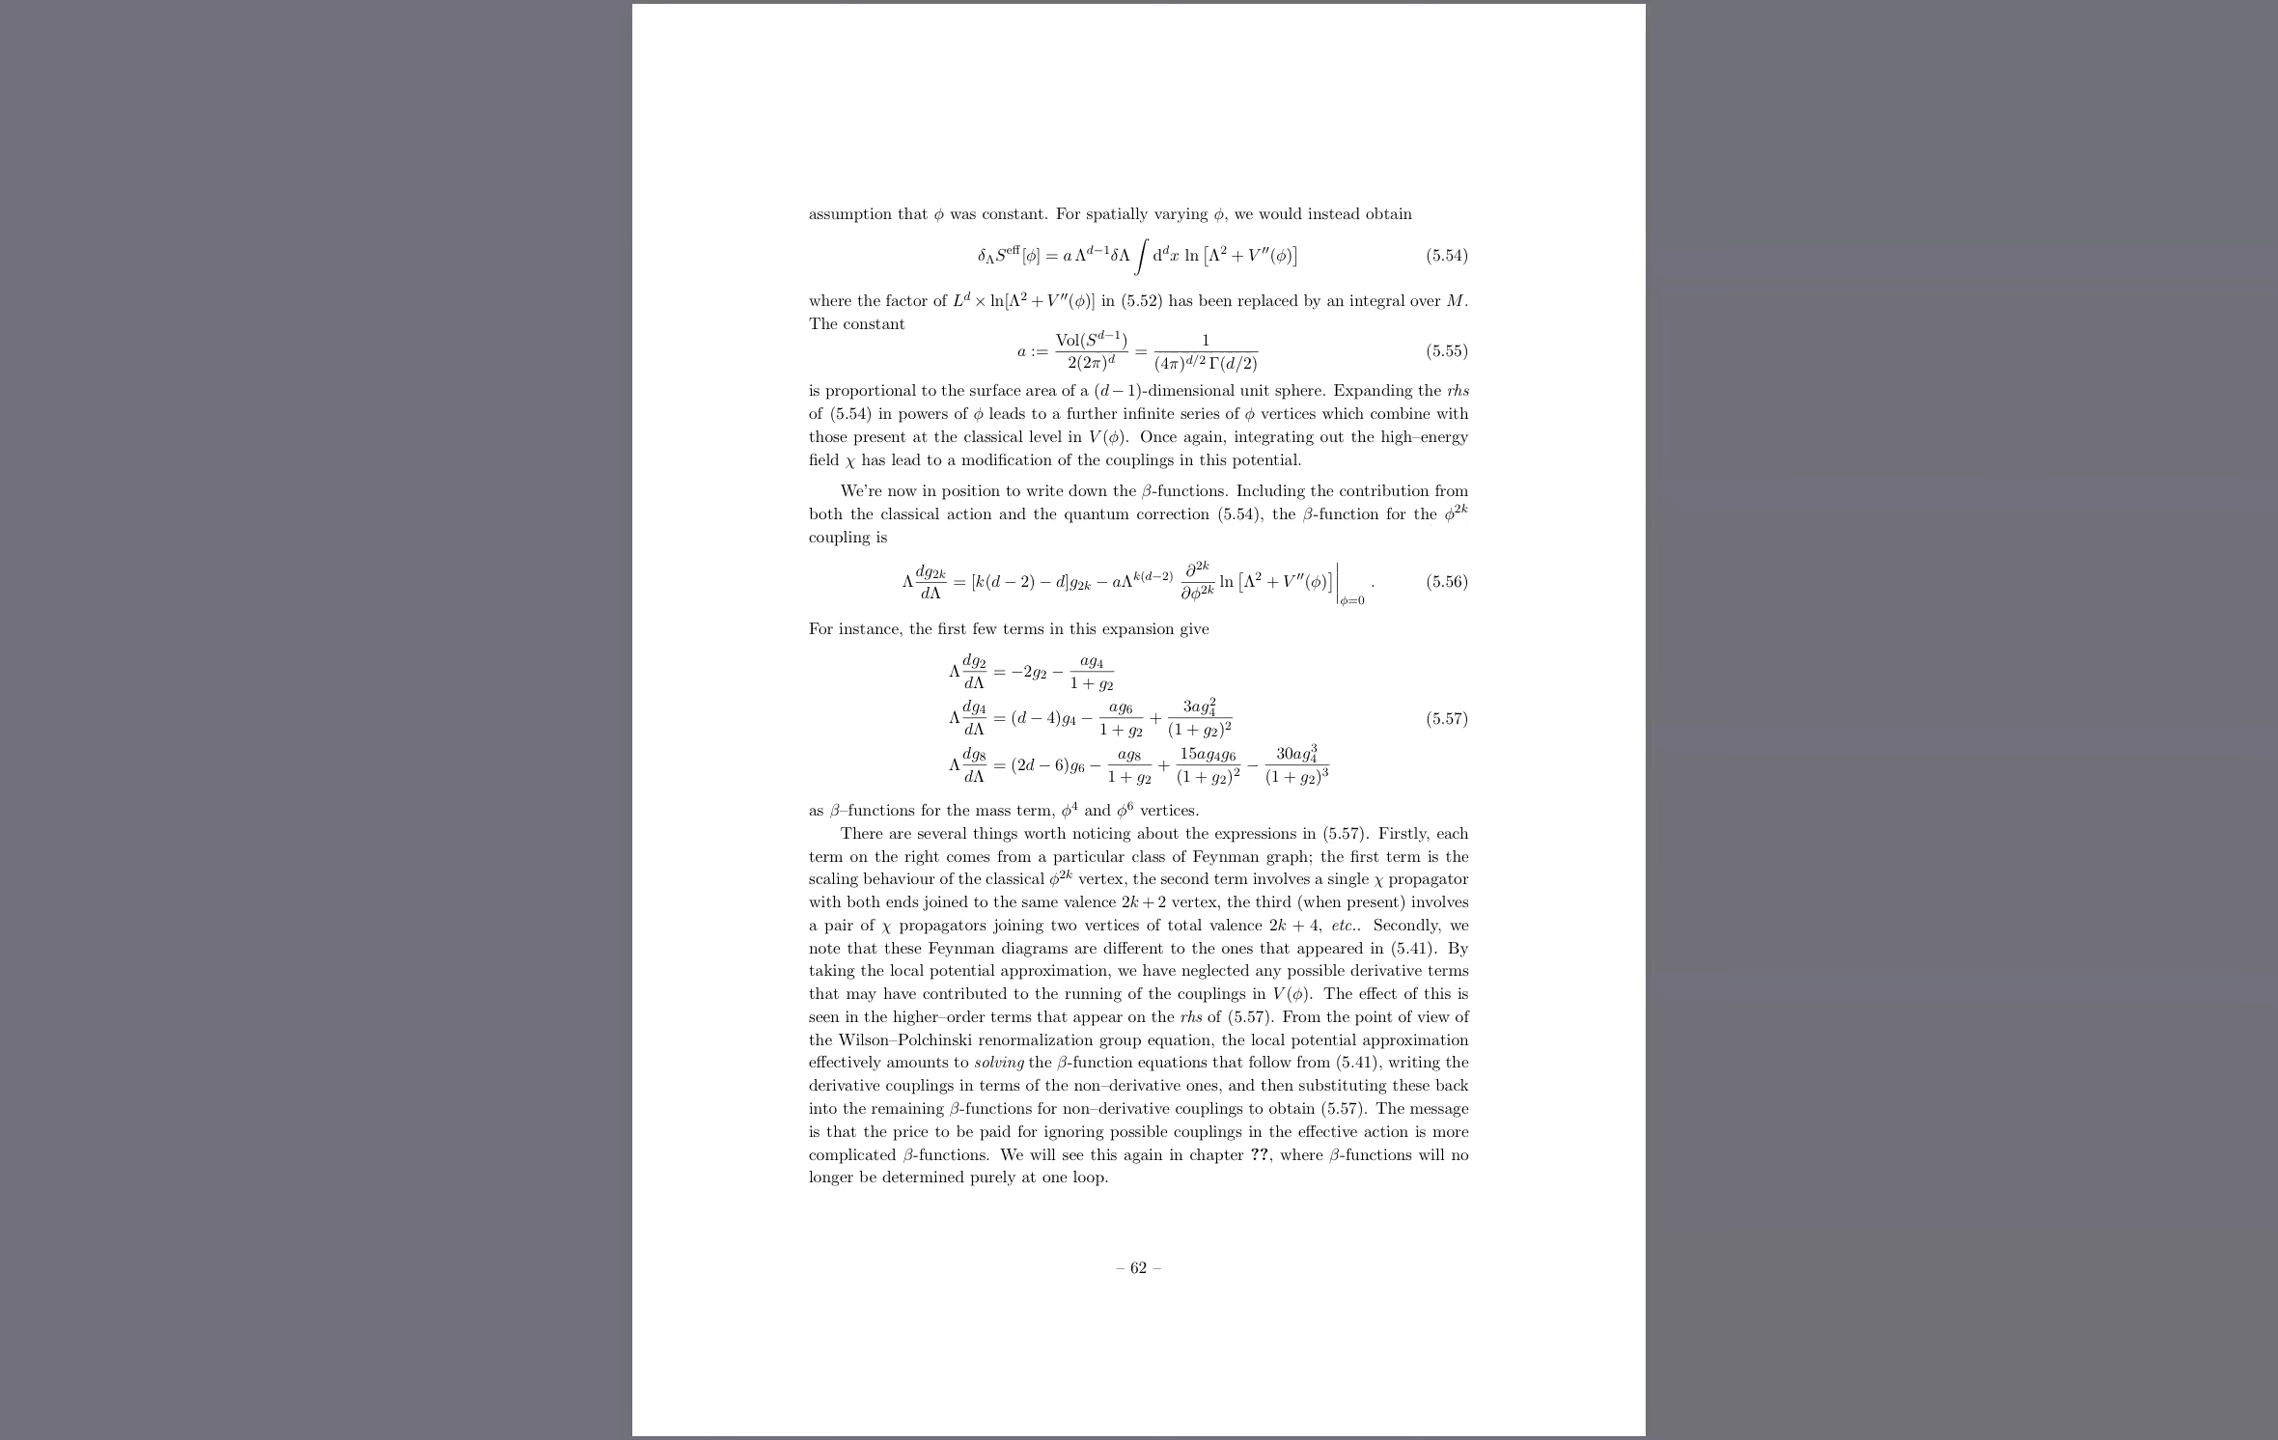 assumption that ϕ was constant. For spatially varying ϕ, we would instead obtain
δ_Λ S^eff[ϕ] = a Λ^{d−1} δΛ ∫ d^d x ln [Λ² + V′′(ϕ)] (5.54)
where the factor of L^d × ln[Λ² + V′′(ϕ)] in (5.52) has been replaced by an integral over M.
The constant
a := Vol(S^{d−1}) / 2(2π)^d = 1 / (4π)^{d/2} Γ(d/2) (5.55)
is proportional to the surface area of a (d − 1)-dimensional unit sphere. Expanding the rhs
of (5.54) in powers of ϕ leads to a further infinite series of ϕ vertices which combine with
those present at the classical level in V(ϕ). Once again, integrating out the high–energy
field χ has lead to a modification of the couplings in this potential.
We're now in position to write down the β-functions. Including the contribution from
both the classical action and the quantum correction (5.54), the β-function for the ϕ^{2k}
coupling is
Λ dg_{2k}/dΛ = [k(d − 2) − d]g_{2k} − aΛ^{k(d−2)} ∂^{2k}/∂ϕ^{2k} ln [Λ² + V′′(ϕ)] |_{ϕ=0} . (5.56)
For instance, the first few terms in this expansion give
Λ dg_2/dΛ = −2g_2 − ag_4/(1 + g_2)
Λ dg_4/dΛ = (d − 4)g_4 − ag_6/(1 + g_2) + 3ag_4²/(1 + g_2)² (5.57)
Λ dg_8/dΛ = (2d − 6)g_6 − ag_8/(1 + g_2) + 15ag_4g_6/(1 + g_2)² − 30ag_4³/(1 + g_2)³
as β–functions for the mass term, ϕ⁴ and ϕ⁶ vertices.
There are several things worth noticing about the expressions in (5.57). Firstly, each
term on the right comes from a particular class of Feynman graph; the first term is the
scaling behaviour of the classical ϕ^{2k} vertex, the second term involves a single χ propagator
with both ends joined to the same valence 2k + 2 vertex, the third (when present) involves
a pair of χ propagators joining two vertices of total valence 2k + 4, etc.. Secondly, we
note that these Feynman diagrams are different to the ones that appeared in (5.41). By
taking the local potential approximation, we have neglected any possible derivative terms
that may have contributed to the running of the couplings in V(ϕ). The effect of this is
seen in the higher–order terms that appear on the rhs of (5.57). From the point of view of
the Wilson–Polchinski renormalization group equation, the local potential approximation
effectively amounts to solving the β-function equations that follow from (5.41), writing the
derivative couplings in terms of the non–derivative ones, and then substituting these back
into the remaining β-functions for non–derivative couplings to obtain (5.57). The message
is that the price to be paid for ignoring possible couplings in the effective action is more
complicated β-functions. We will see this again in chapter ??, where β-functions will no
longer be determined purely at one loop.
– 62 –